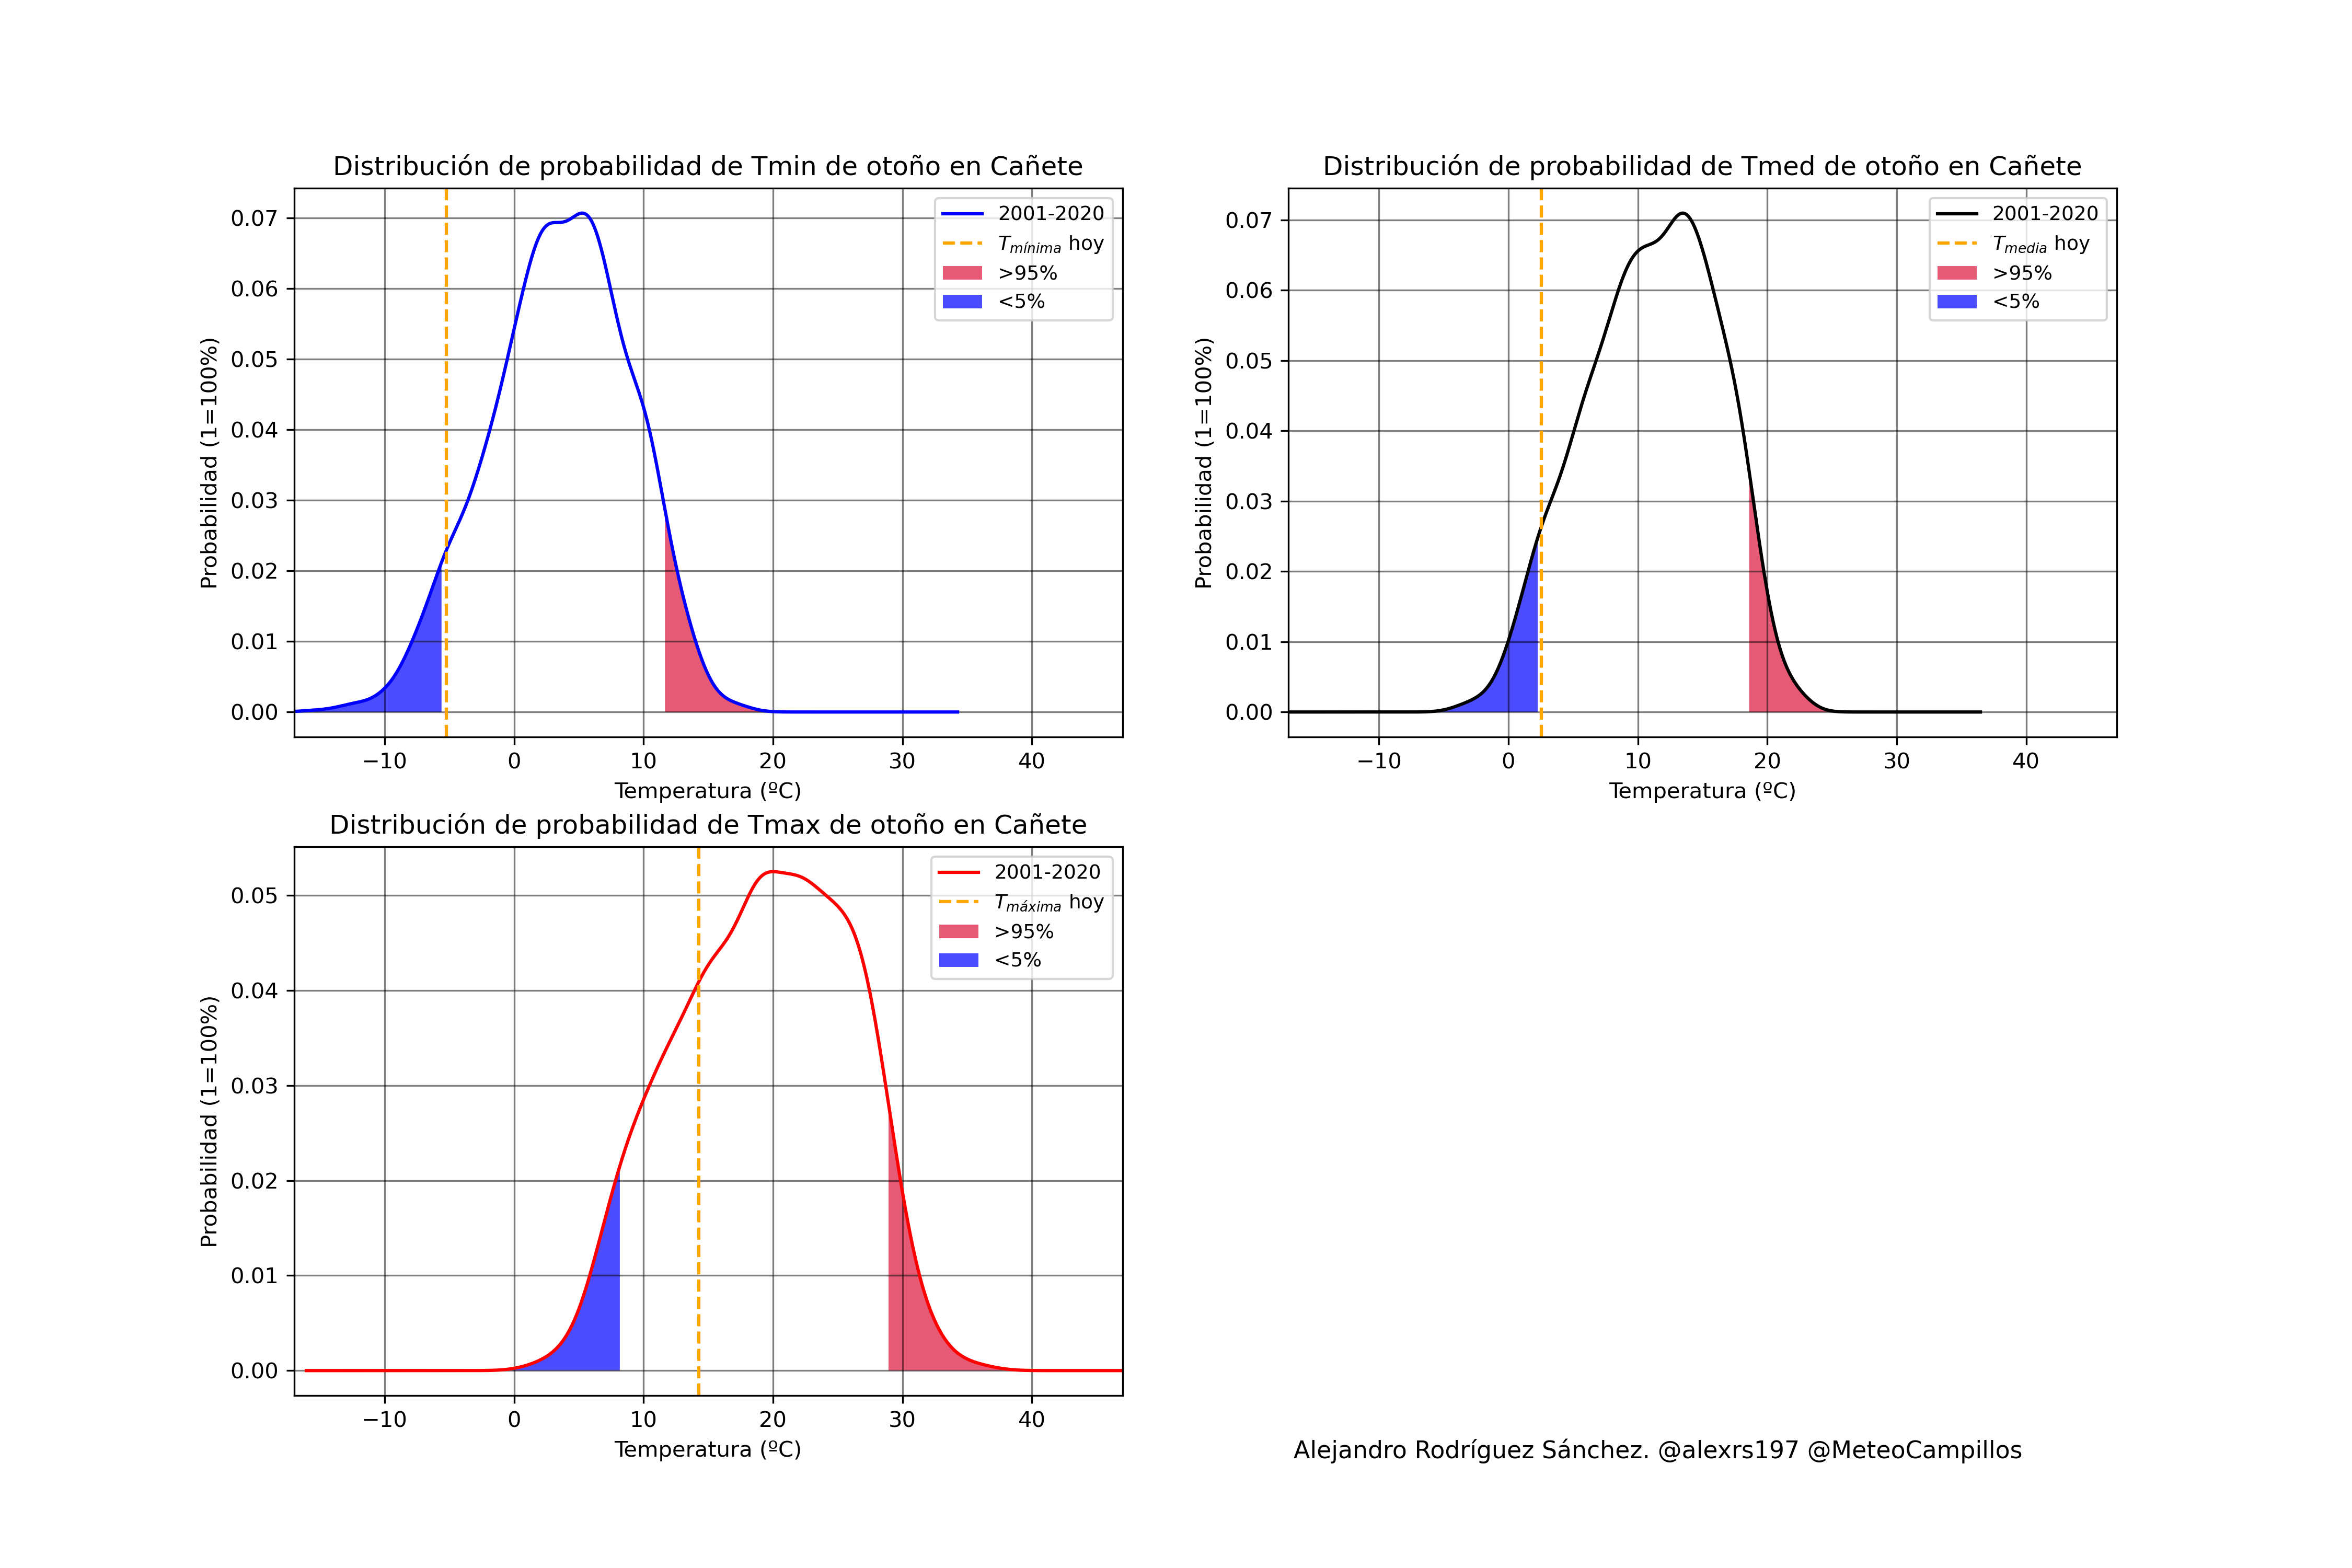 Distribución de probabilidad de Tmin de otoño en Cañete
0.07
0.06
0.05
0.04
0.03
0.02
0.01
0.00
Probabilidad (1=100%)
−10 0 10 20 30 40
Temperatura (ºC)
2001-2020
Tmínima hoy
>95%
<5%
Distribución de probabilidad de Tmed de otoño en Cañete
0.07
0.06
0.05
0.04
0.03
0.02
0.01
0.00
Probabilidad (1=100%)
−10 0 10 20 30 40
Temperatura (ºC)
2001-2020
Tmedia hoy
>95%
<5%
Distribución de probabilidad de Tmax de otoño en Cañete
0.05
0.04
0.03
0.02
0.01
0.00
Probabilidad (1=100%)
−10 0 10 20 30 40
Temperatura (ºC)
2001-2020
Tmáxima hoy
>95%
<5%
Alejandro Rodríguez Sánchez. @alexrs197 @MeteoCampillos